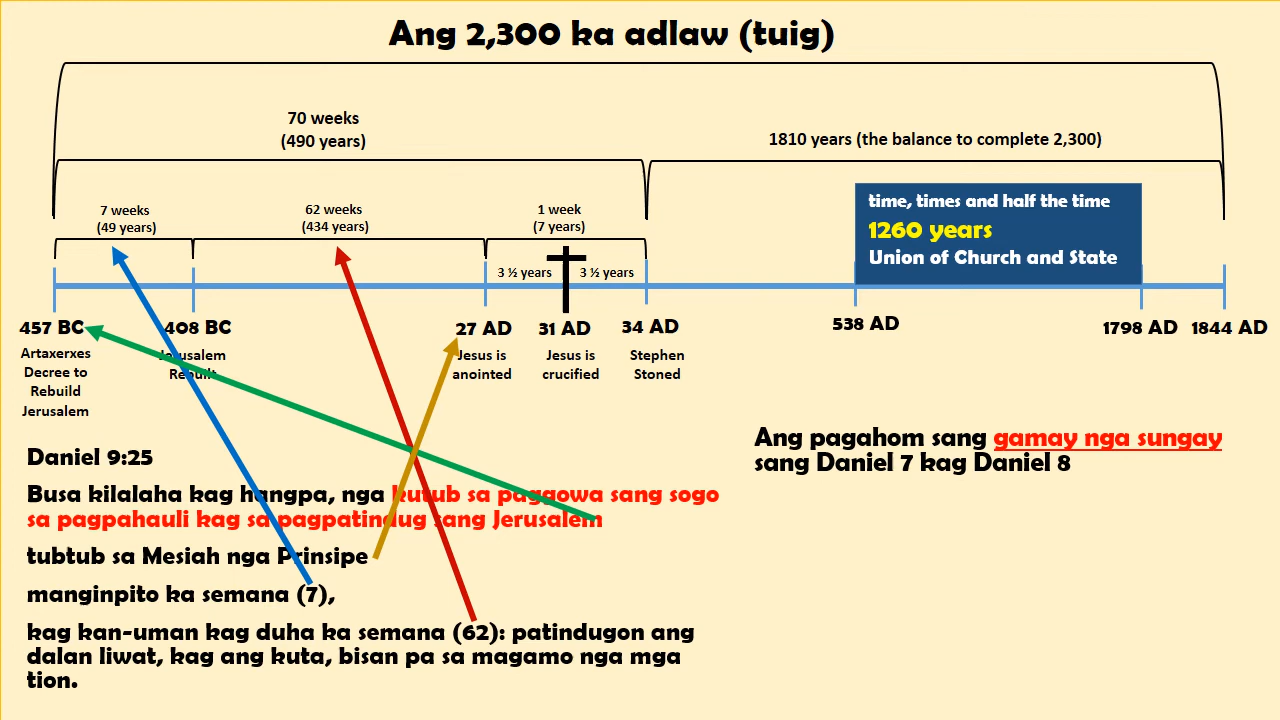 Ang 2,300 ka adlaw (tuig)
70 weeks
(490 years)
1810 years (the balance to complete 2,300)
7 weeks
(49 years)
62 weeks
(434 years)
1 week
(7 years)
time, times and half the time
1260 years
Union of Church and State
3 ½ years
3 ½ years
457 BC
408 BC
27 AD
31 AD
34 AD
538 AD
1798 AD
1844 AD
Artaxerxes
Decree to
Rebuild
Jerusalem
Jerusalem
Rebuilt
Jesus is
anointed
Jesus is
crucified
Stephen
Stoned
Daniel 9:25
Busa kilalaha kag hangpa, nga kutub sa paggowa sang sogo
sa pagpahauli kag sa pagpatindug sang Jerusalem
tubtub sa Mesiah nga Prinsipe
manginpito ka semana (7),
kag kan-uman kag duha ka semana (62): patindugon ang
dalan liwat, kag ang kuta, bisan pa sa magamo nga mga
tion.
Ang pagahom sang gamay nga sungay
sang Daniel 7 kag Daniel 8